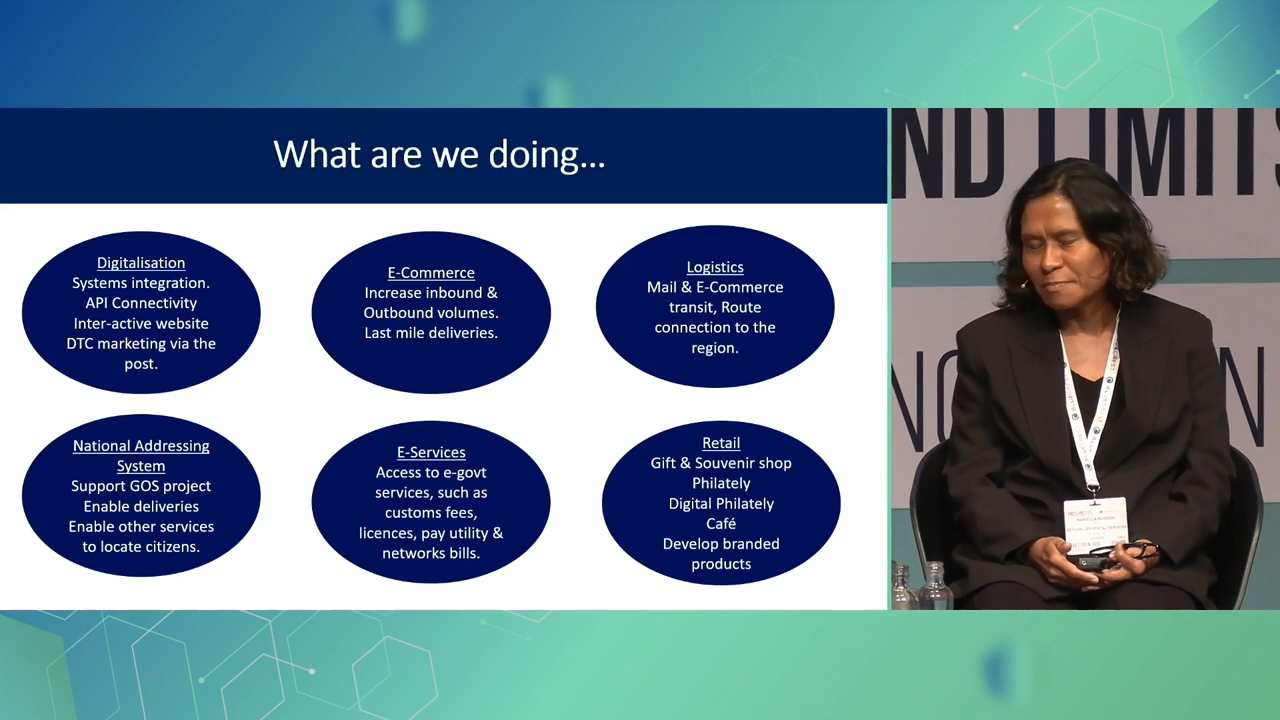 What are we doing...
Digitalisation
Systems integration.
API Connectivity
Inter-active website
DTC marketing via the
post.
E-Commerce
Increase inbound &
Outbound volumes.
Last mile deliveries.
Logistics
Mail & E-Commerce
transit, Route
connection to the
region.
National Addressing
System
Support GOS project
Enable deliveries
Enable other services
to locate citizens.
E-Services
Access to e-govt
services, such as
customs fees,
licences, pay utility &
networks bills.
Retail
Gift & Souvenir shop
Philately
Digital Philately
Café
Develop branded
products
ND LIMITS